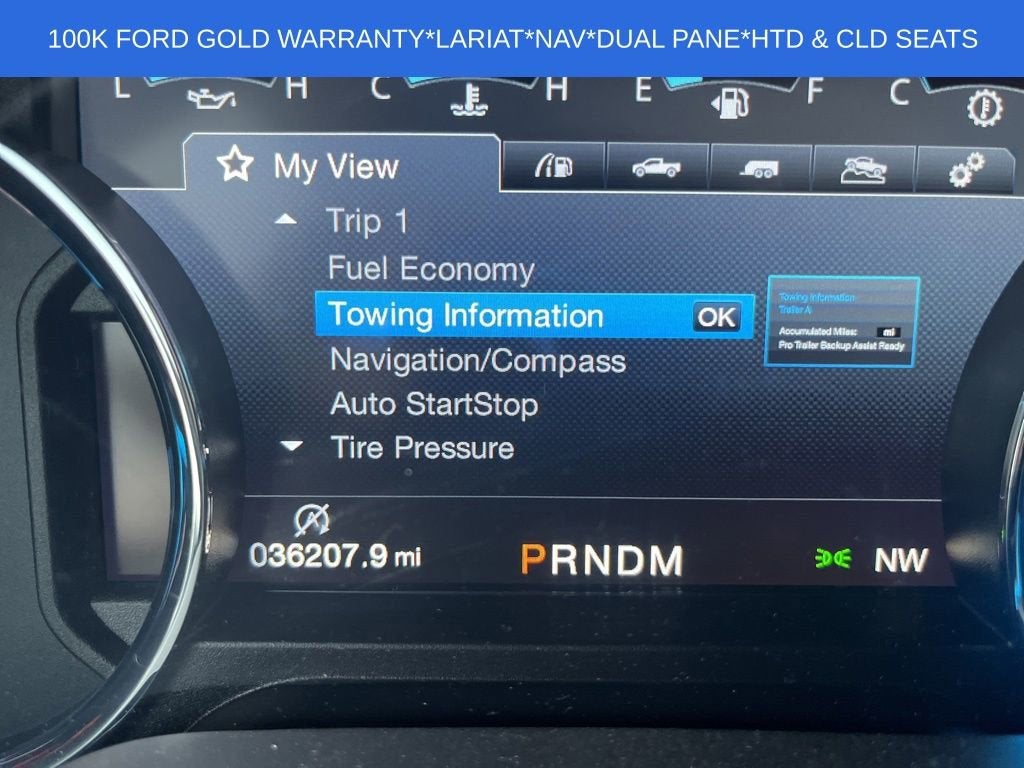 100K FORD GOLD WARRANTY*LARIAT*NAV*DUAL PANE*HTD & CLD SEATS
L H C H E F C
My View
Trip 1
Fuel Economy
Towing Information OK
Towing Information
Trailer A
Accumulated Miles: mi
Pro Trailer Backup Assist Ready
Navigation/Compass
Auto StartStop
Tire Pressure
A
036207.9 mi PRNDM NW